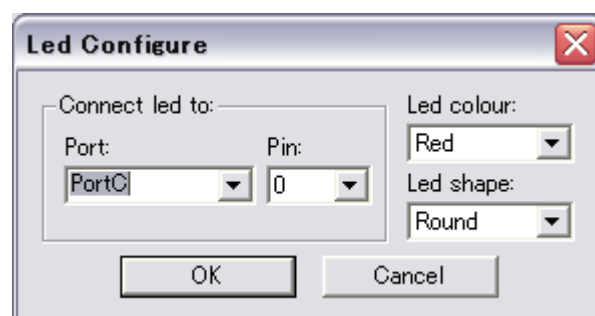 Led Configure
Connect led to:
Port:
Pin:
PortC
0
Led colour:
Red
Led shape:
Round
OK
Cancel